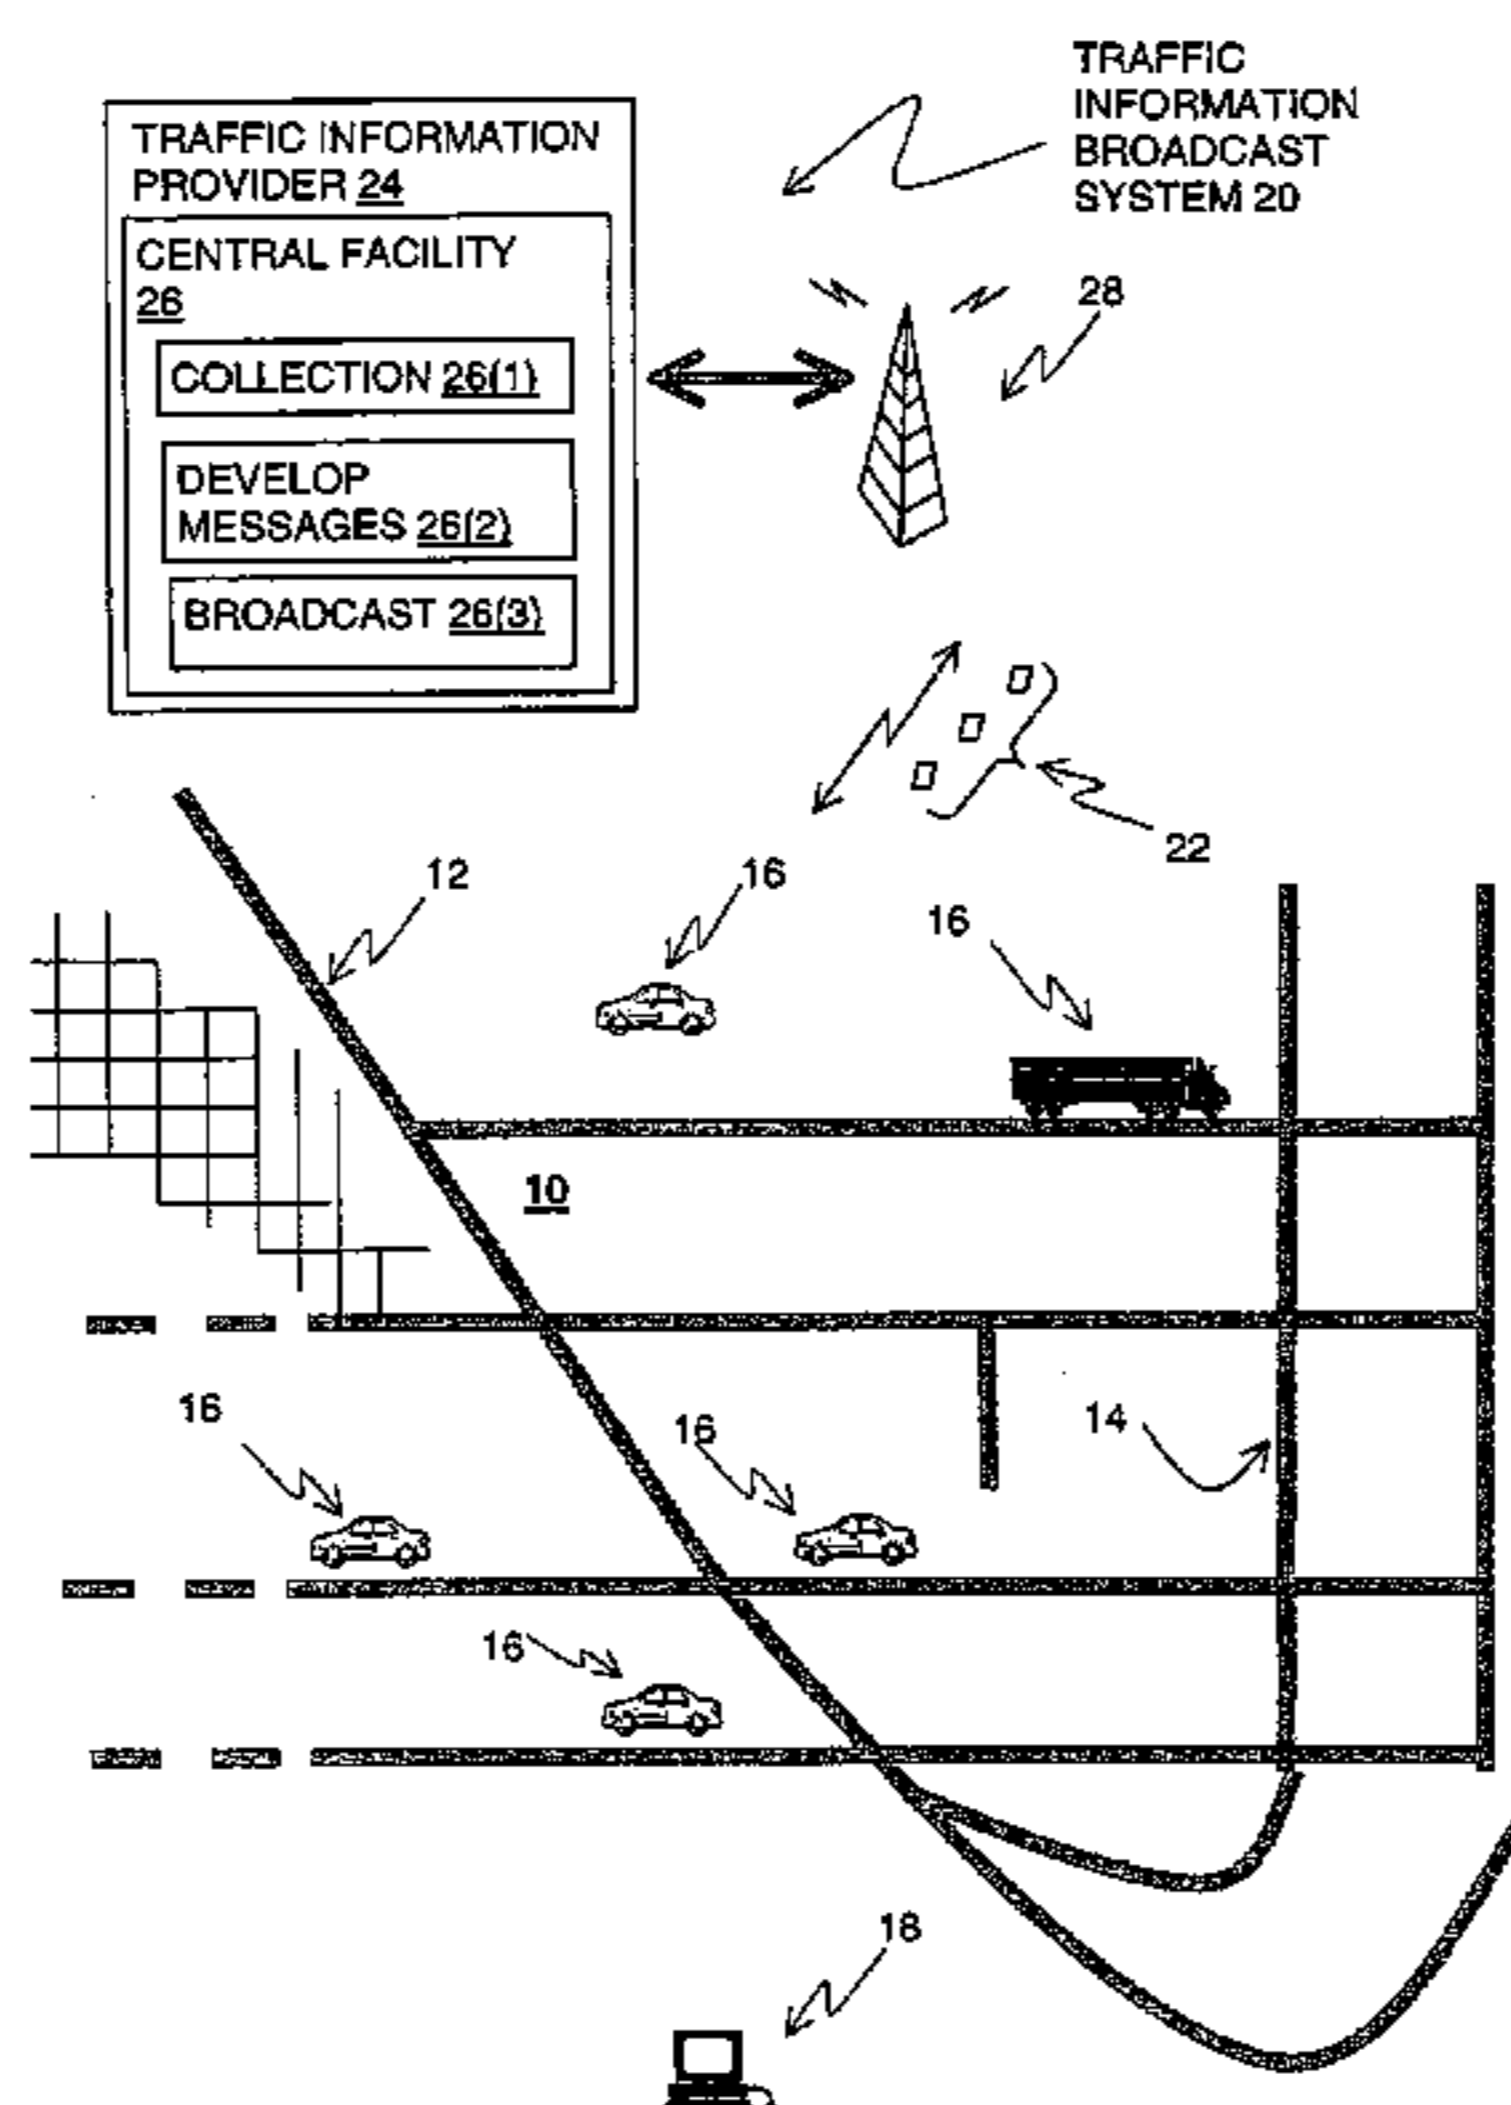 TRAFFIC
INFORMATION
BROADCAST
SYSTEM 20
TRAFFIC INFORMATION
PROVIDER 24
CENTRAL FACILITY
26
COLLECTION 26(1)
DEVELOP
MESSAGES 26(2)
BROADCAST 26(3)
28
22
12
16
16
10
16
16
14
16
18